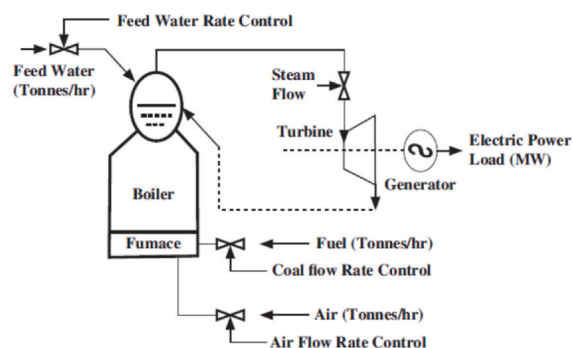 Feed Water Rate Control
Feed Water
(Tonnes/hr)
Steam
Flow
Turbine
Electric Power
Load (MW)
Generator
Boiler
Fumace
Fuel (Tonnes/hr)
Coal flow Rate Control
Air (Tonnes/hr)
Air Flow Rate Control